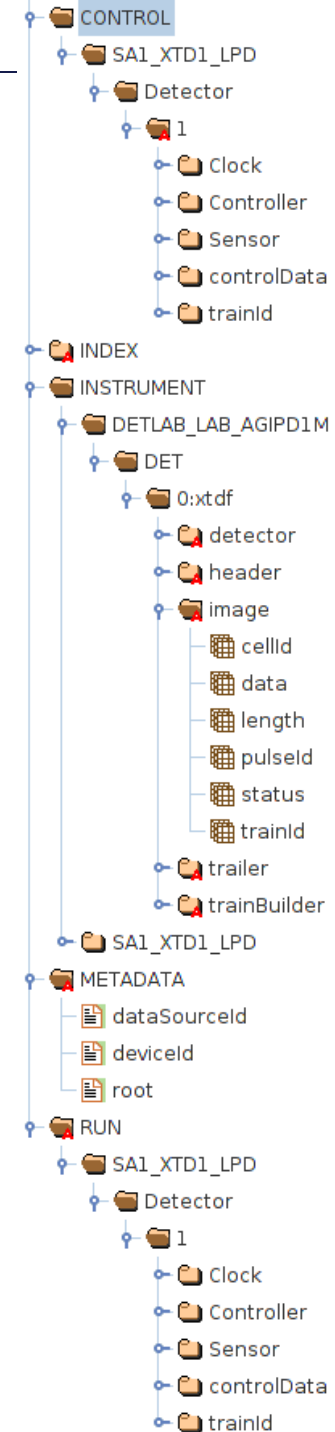 CONTROL
SA1_XTD1_LPD
Detector
1
Clock
Controller
Sensor
controlData
trainId
INDEX
INSTRUMENT
DETLAB_LAB_AGIPD1M
DET
0:xtdf
detector
header
image
cellId
data
length
pulseId
status
trainId
trailer
trainBuilder
SA1_XTD1_LPD
METADATA
dataSourceId
deviceId
root
RUN
SA1_XTD1_LPD
Detector
1
Clock
Controller
Sensor
controlData
trainId